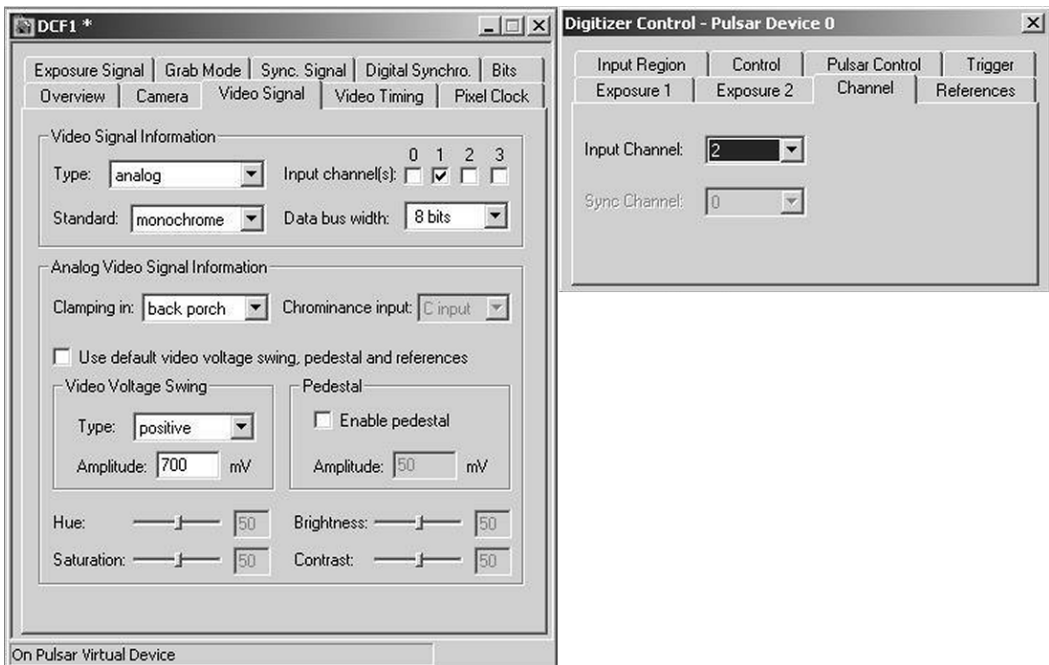 DCF1 *
Exposure Signal Grab Mode Sync. Signal Digital Synchro. Bits
Overview Camera Video Signal Video Timing Pixel Clock
Video Signal Information
0 1 2 3
Type: analog Input channel(s):
Standard: monochrome Data bus width: 8 bits
Analog Video Signal Information
Clamping in: back porch Chrominance input: C input
Use default video voltage swing, pedestal and references
Video Voltage Swing Pedestal
Type: positive Enable pedestal
Amplitude: 700 mV Amplitude: 50 mV
Hue: 50 Brightness: 50
Saturation: 50 Contrast: 50
On Pulsar Virtual Device
Digitizer Control - Pulsar Device 0
Input Region Control Pulsar Control Trigger
Exposure 1 Exposure 2 Channel References
Input Channel: 2
Sync Channel: 0